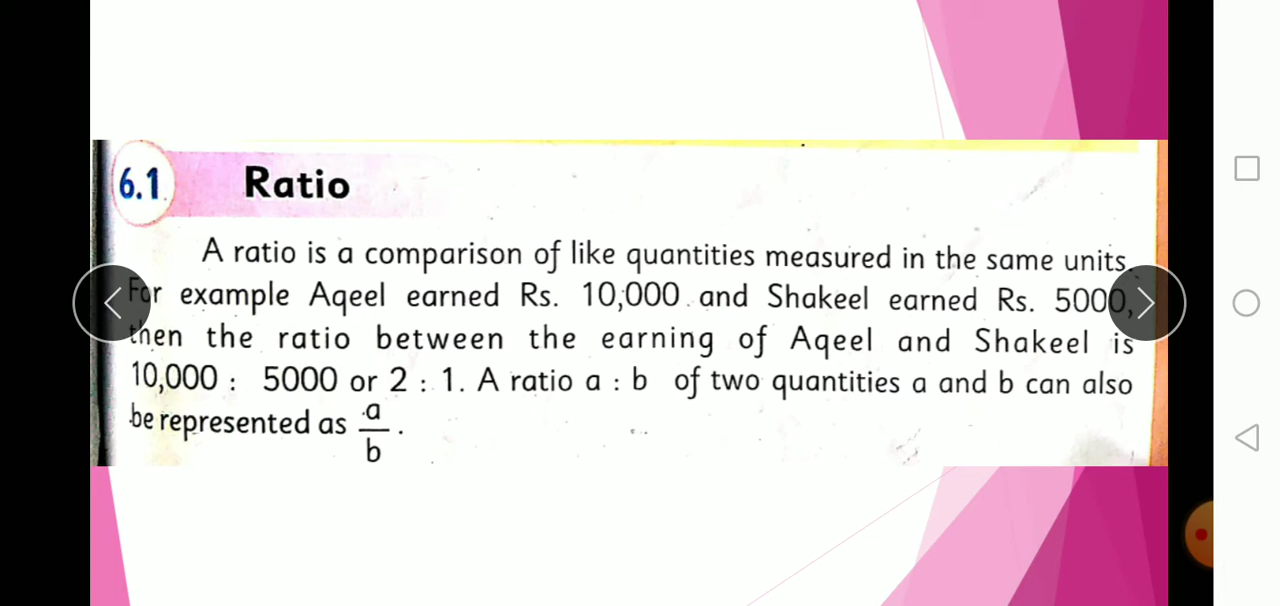 6.1 Ratio
A ratio is a comparison of like quantities measured in the same units.
For example Aqeel earned Rs. 10,000 and Shakeel earned Rs. 5000,
then the ratio between the earning of Aqeel and Shakeel is
10,000 : 5000 or 2 : 1. A ratio a : b of two quantities a and b can also
be represented as a/b.